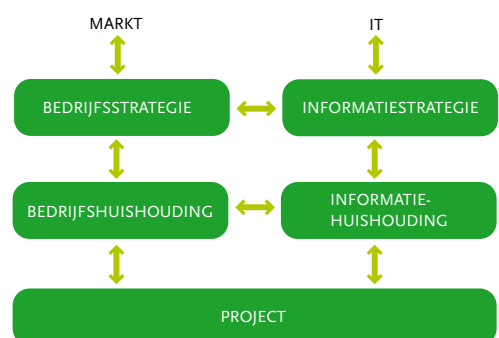 MARKT
IT
BEDRIJFSSTRATEGIE
INFORMATIESTRATEGIE
BEDRIJFSHUISHOUDING
INFORMATIE-
HUISHOUDING
PROJECT